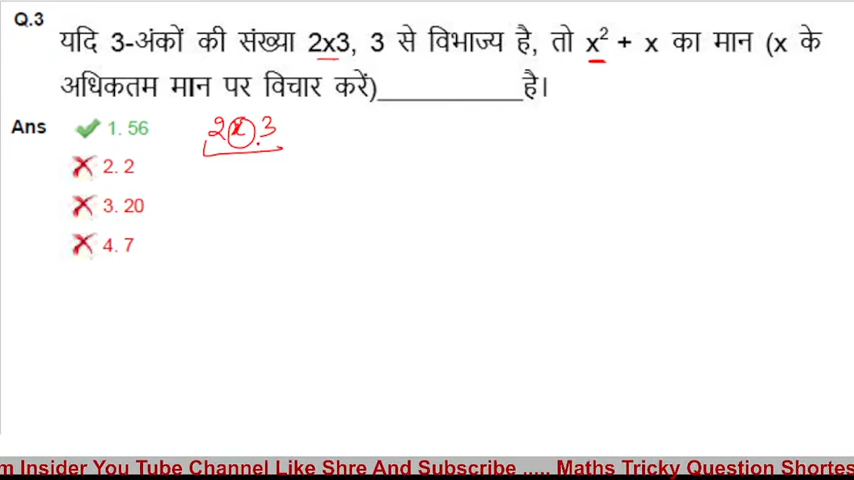 Q.3
यदि 3-अंकों की संख्या 2x3, 3 से विभाज्य है, तो x² + x का मान (x के
अधिकतम मान पर विचार करें)__________है।
Ans
1. 56
2x3
2. 2
3. 20
4. 7
m Insider You Tube Channel Like Shre And Subscribe ..... Maths Tricky Question Shortes